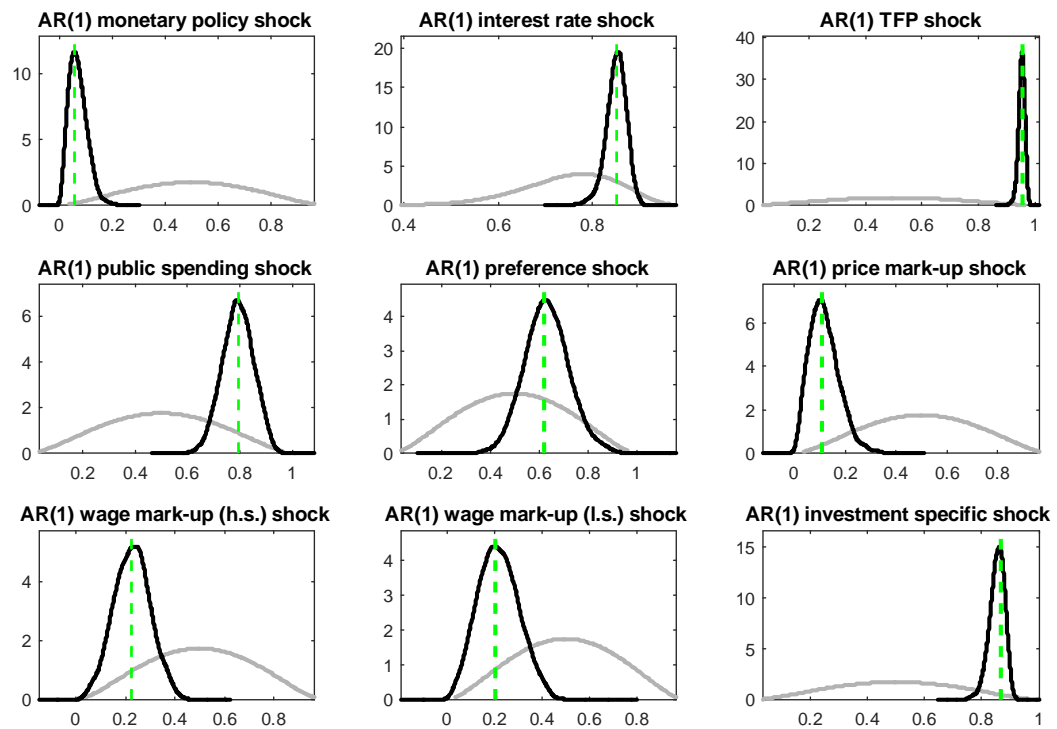 AR(1) monetary policy shock
10
5
0
0 0.2 0.4 0.6 0.8
AR(1) interest rate shock
20
15
10
5
0
0.4 0.6 0.8
AR(1) TFP shock
40
30
20
10
0
0.2 0.4 0.6 0.8 1
AR(1) public spending shock
6
4
2
0
0.2 0.4 0.6 0.8 1
AR(1) preference shock
4
3
2
1
0
0.2 0.4 0.6 0.8 1
AR(1) price mark-up shock
6
4
2
0
0 0.2 0.4 0.6 0.8
AR(1) wage mark-up (h.s.) shock
4
2
0
0 0.2 0.4 0.6 0.8
AR(1) wage mark-up (l.s.) shock
4
3
2
1
0
0 0.2 0.4 0.6 0.8
AR(1) investment specific shock
15
10
5
0
0.2 0.4 0.6 0.8 1